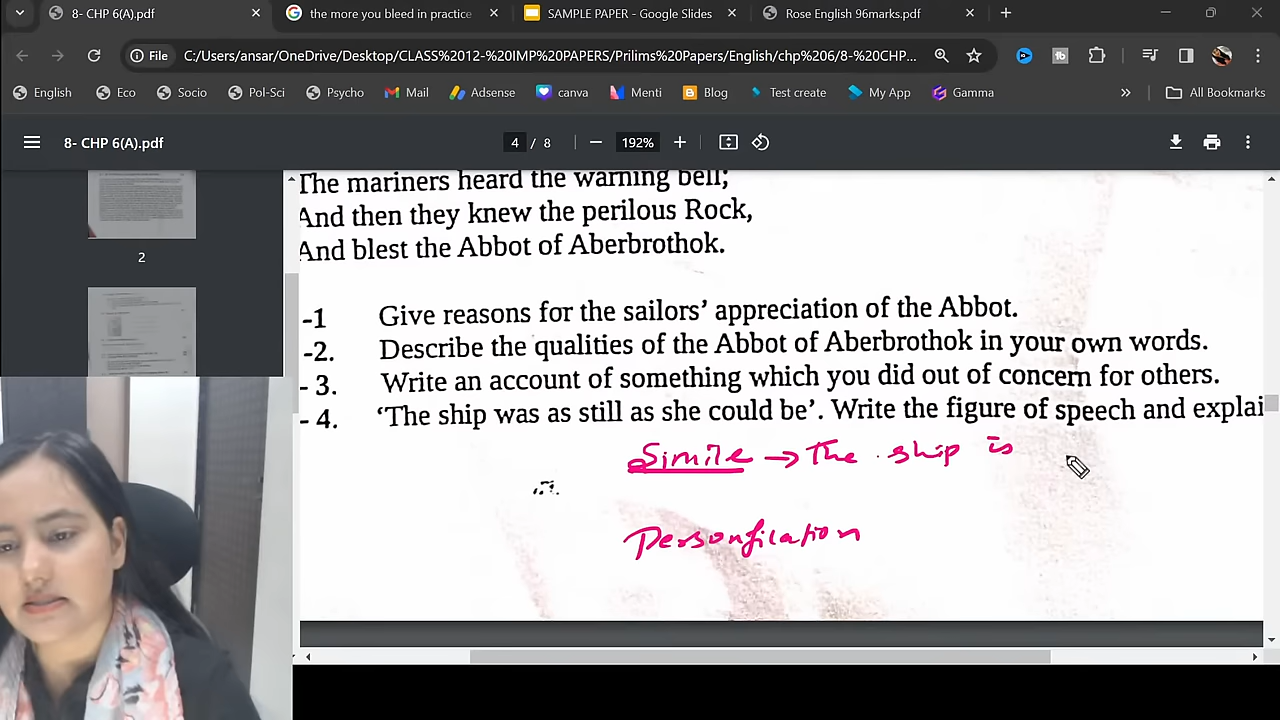 8- CHP 6(A).pdf
the more you bleed in practice
SAMPLE PAPER - Google Slides
Rose English 96marks.pdf
File
C:/Users/ansar/OneDrive/Desktop/CLASS%2012-%20IMP%20PAPERS/Prilims%20Papers/English/chp%206/8-%20CHP...
English
Eco
Socio
Pol-Sci
Psycho
Mail
Adsense
canva
Menti
Blog
Test create
My App
Gamma
»
All Bookmarks
8- CHP 6(A).pdf
4 / 8
192%
2
The mariners heard the warning bell;
And then they knew the perilous Rock,
And blest the Abbot of Aberbrothok.
-1 Give reasons for the sailors' appreciation of the Abbot.
-2. Describe the qualities of the Abbot of Aberbrothok in your own words.
- 3. Write an account of something which you did out of concern for others.
- 4. ‘The ship was as still as she could be’. Write the figure of speech and explai
Simile → The ship is
Personfilation